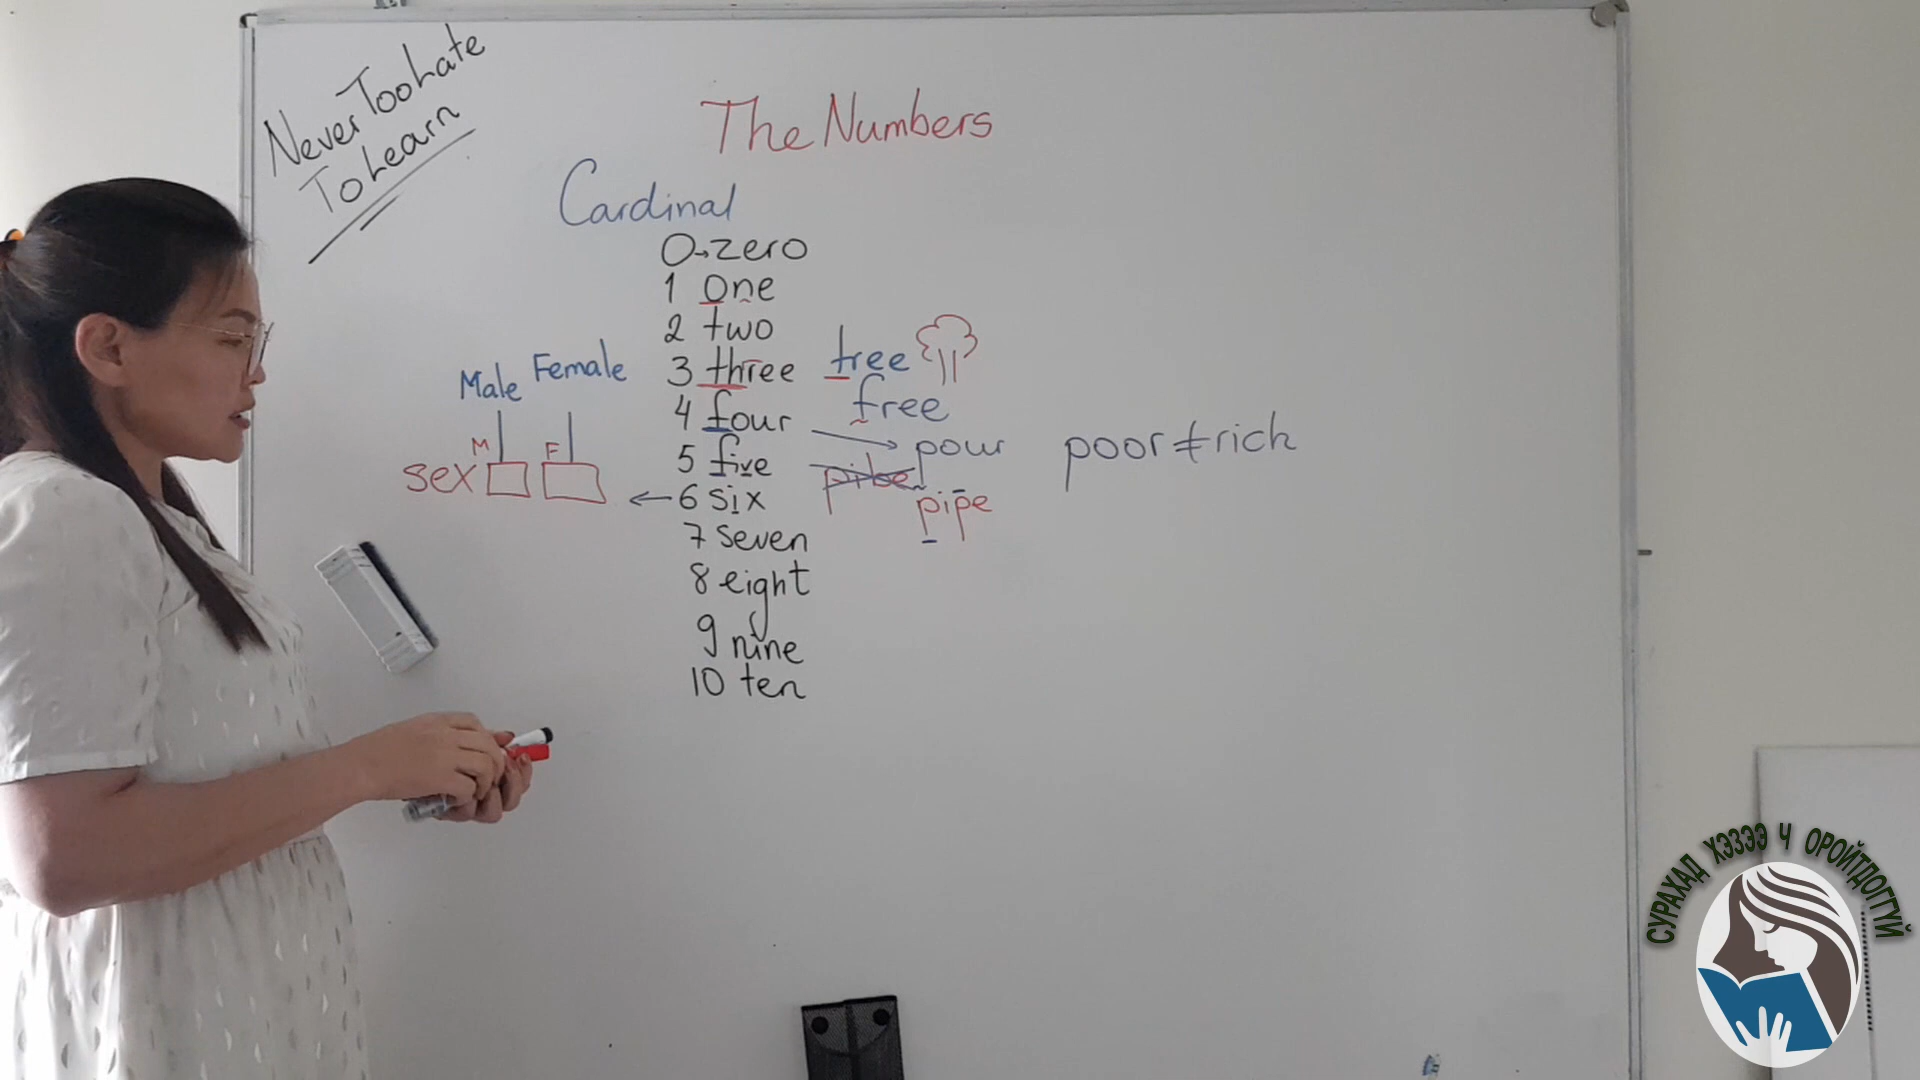 Never Too Late
To Learn
The Numbers
Cardinal
0→zero
1 one
2 two
3 three tree
free
4 four → pour poor ≠ rich
5 five pibe
pipe
Male Female
M F
sex
← 6 six
7 seven
8 eight
9 nine
10 ten
СУРАХАД ХЭЗЭЭ Ч ОРОЙТДОГГҮЙ